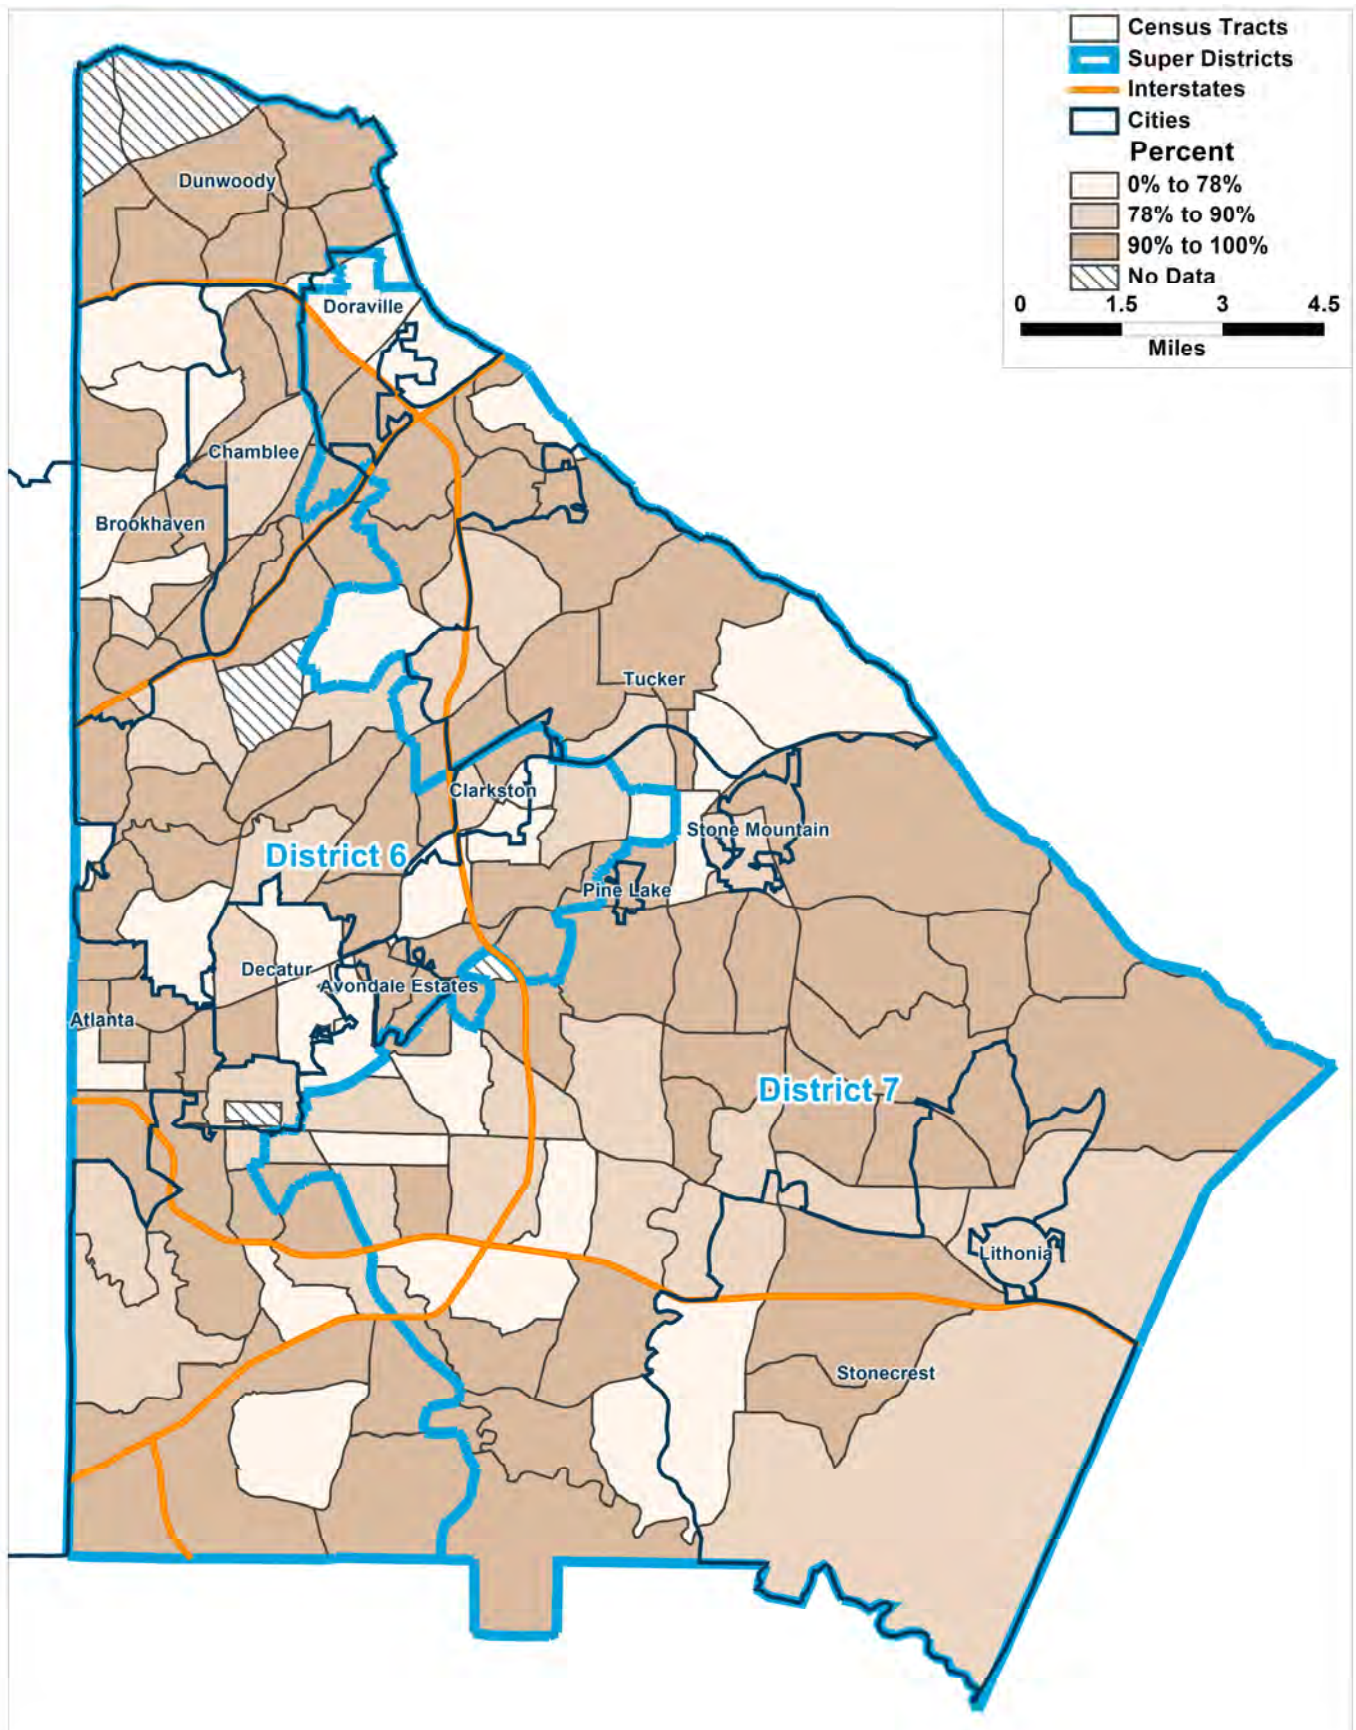 Census Tracts
Super Districts
Interstates
Cities
Percent
0% to 78%
78% to 90%
90% to 100%
No Data
0 1.5 3 4.5
Miles
Dunwoody
Doraville
Chamblee
Brookhaven
Tucker
Clarkston
Stone Mountain
District 6
Pine Lake
Decatur
Avondale Estates
Atlanta
District 7
Lithonia
Stonecrest